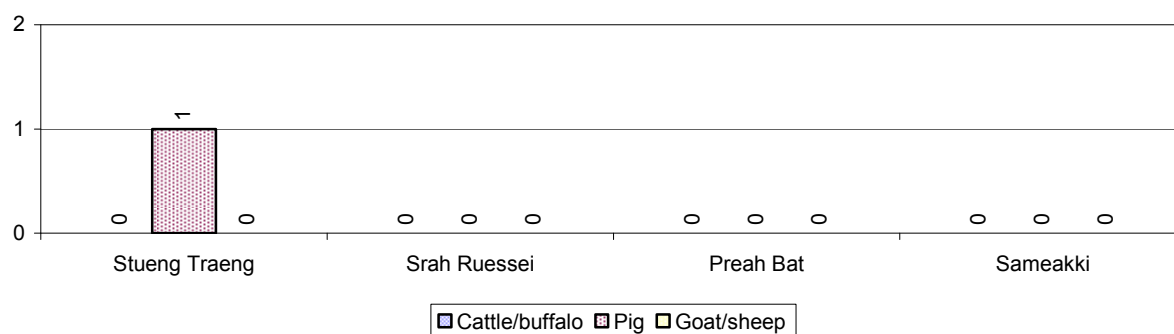 2
1
0
0 1 0 0 0 0 0 0 0 0 0 0
Stueng Traeng Srah Ruessei Preah Bat Sameakki
Cattle/buffalo Pig Goat/sheep